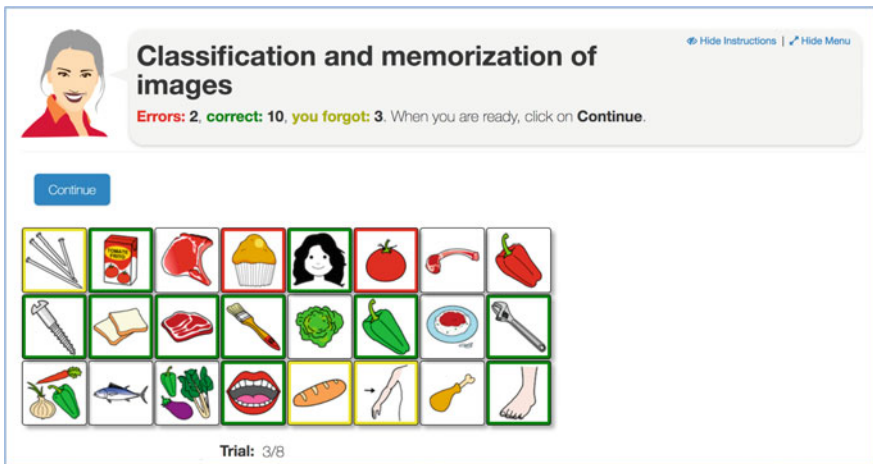 Hide Instructions | Hide Menu
Classification and memorization of
images
Errors: 2, correct: 10, you forgot: 3. When you are ready, click on Continue.
Continue
TOMATE
FRITO
Trial: 3/8